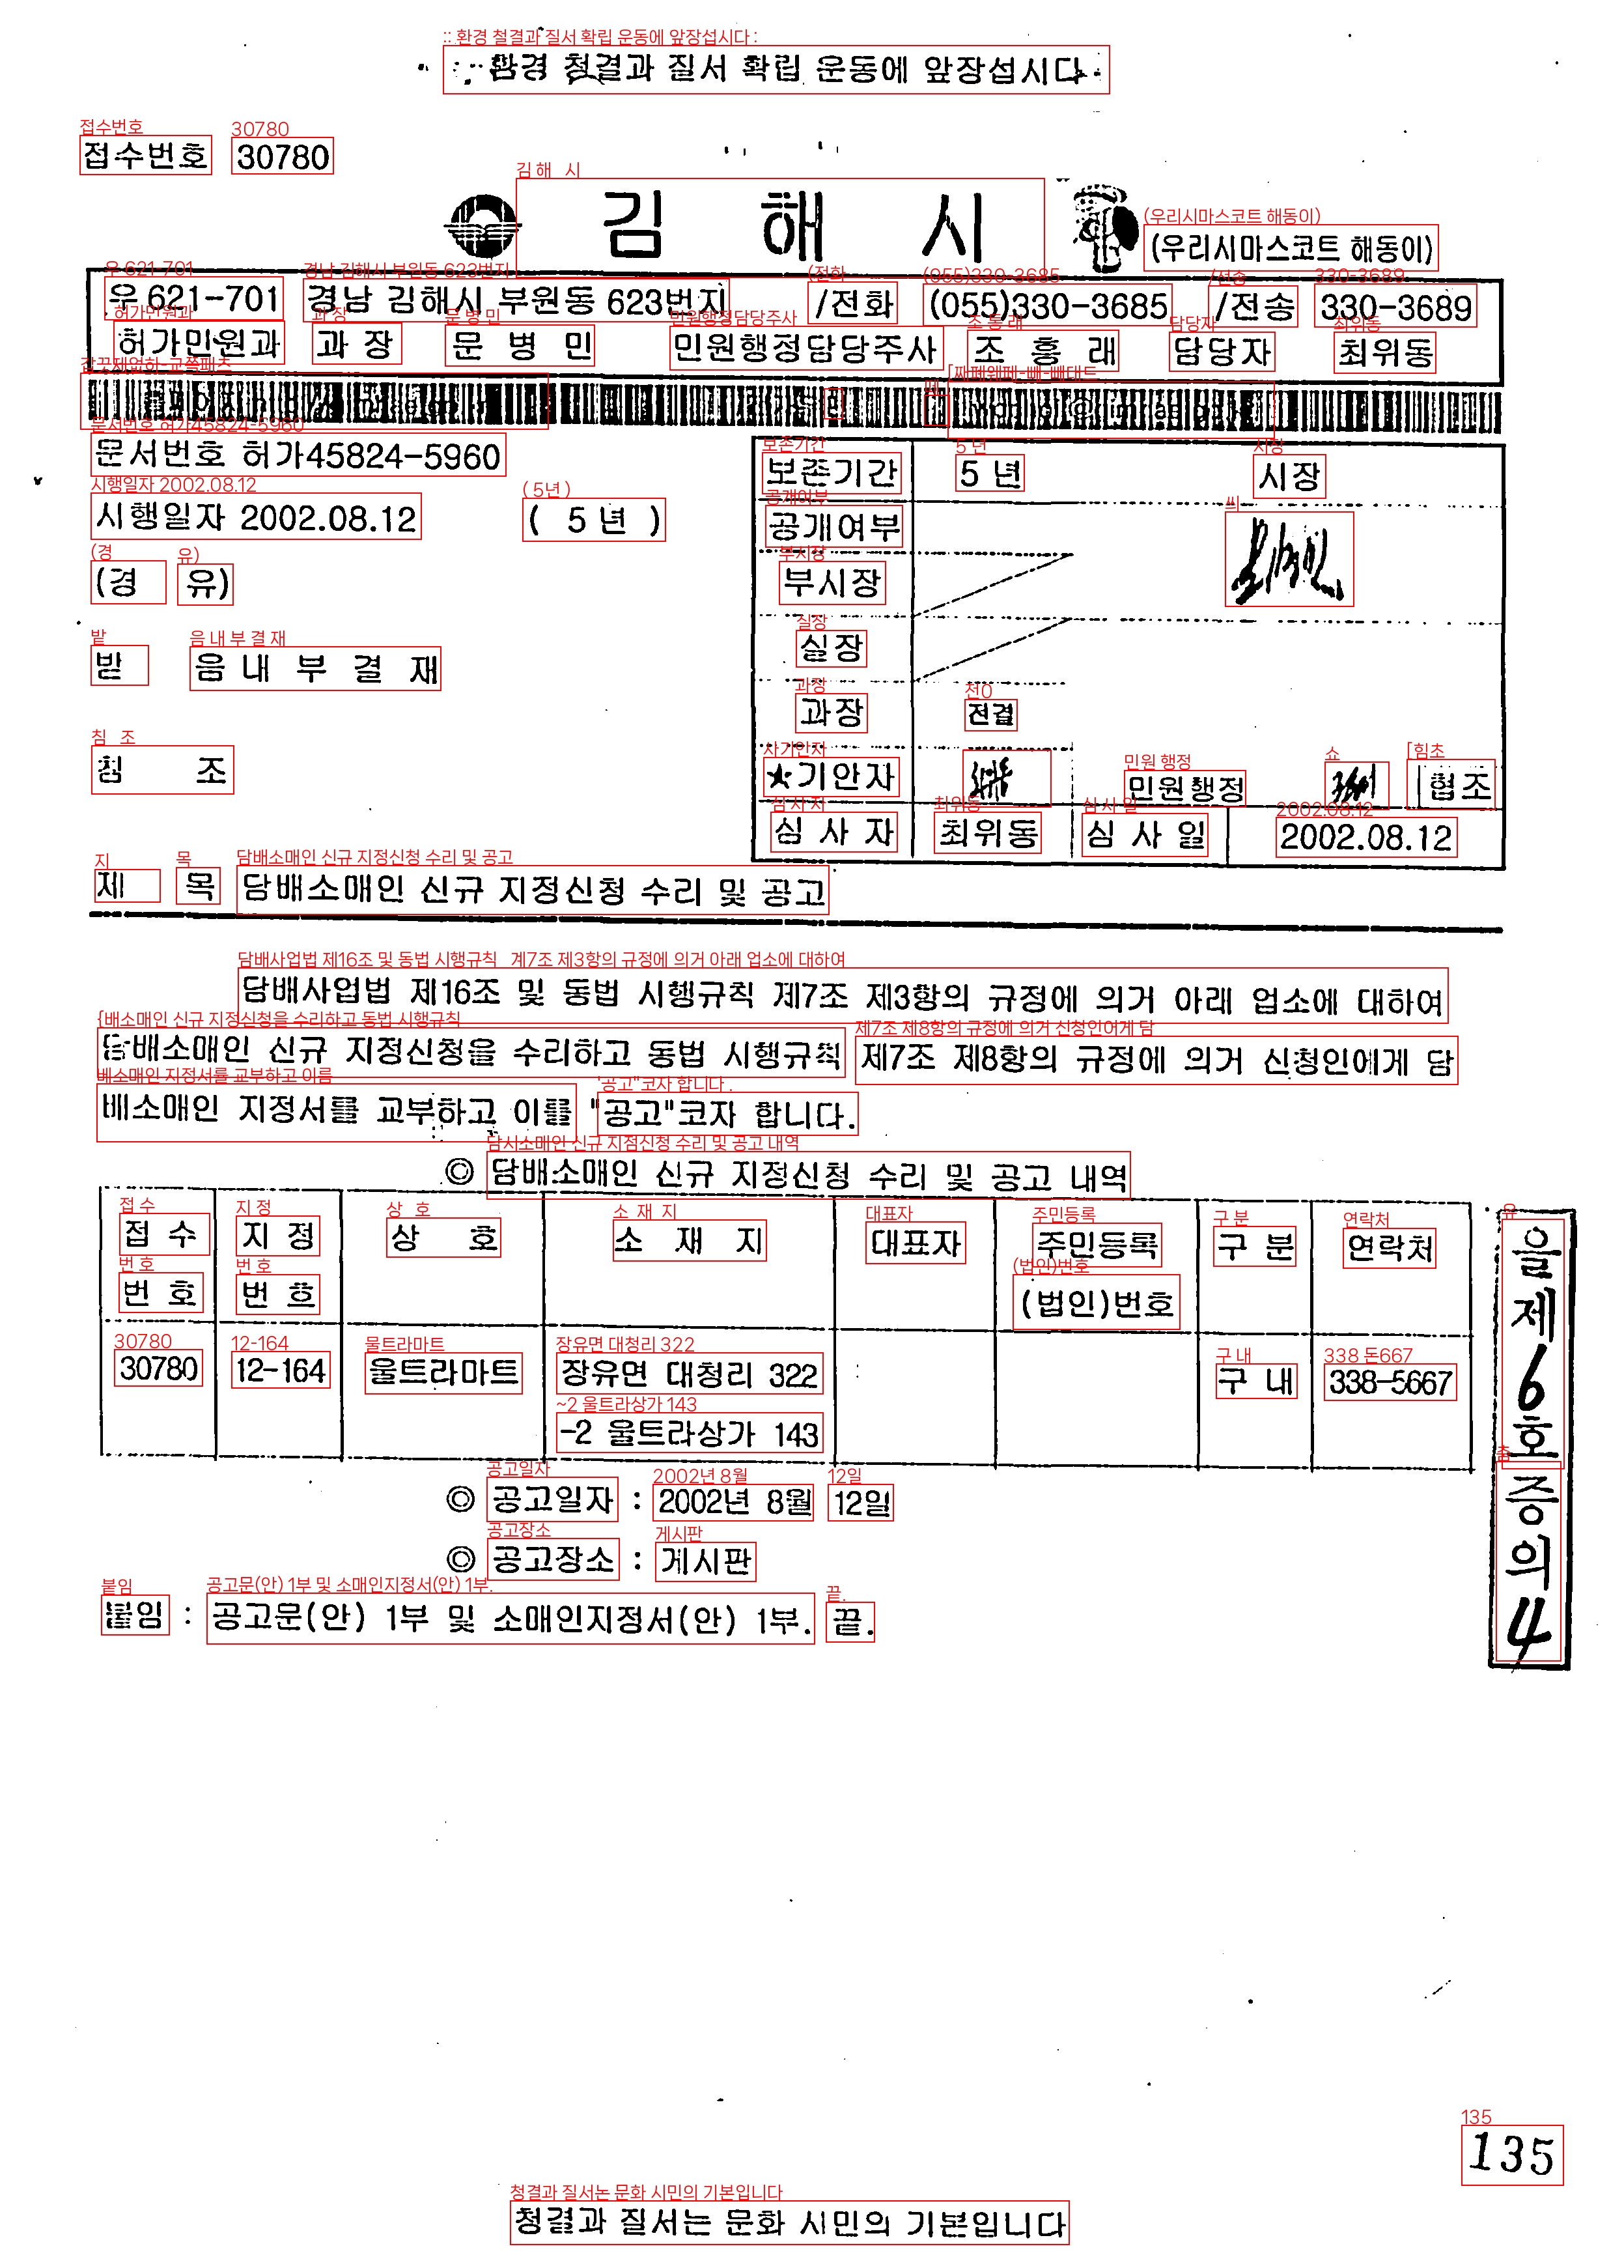 환경 청결과 질서 확립 운동에 앞장섭시다
접수번호 30780
김 해 시 (우리시마스코트 해동이)
우 621-701 경남 김해시 부원동 623번지 /전화 (055)330-3685 /전송 330-3689
허가민원과 과 장 문 병 민 민원행정담당주사 조 흥 래 담당자 최위동
문서번호 허가45824-5960
시행일자 2002.08.12 ( 5 년 )
(경 유)
받 음 내 부 결 재
참 조
보존기간 5 년 시장
공개여부
부시장
실장
과장 전결
★기안자 민원행정 협조
심 사 자 최위동 심 사 일 2002.08.12
제 목 담배소매인 신규 지정신청 수리 및 공고
담배사업법 제16조 및 동법 시행규칙 제7조 제3항의 규정에 의거 아래 업소에 대하여
담배소매인 신규 지정신청을 수리하고 동법 시행규칙 제7조 제8항의 규정에 의거 신청인에게 담
배소매인 지정서를 교부하고 이를 "공고"코자 합니다.
◎ 담배소매인 신규 지정신청 수리 및 공고 내역
접 수 번 호 지 정 번 호 상 호 소 재 지 대표자 주민등록 (법인)번호 구 분 연락처
30780 12-164 울트라마트 장유면 대청리 322 구 내 338-5667
-2 울트라상가 143
◎ 공고일자 : 2002년 8월 12일
◎ 공고장소 : 게시판
붙임 : 공고문(안) 1부 및 소매인지정서(안) 1부. 끝.
을제6호증의4
135
청결과 질서는 문화 시민의 기본입니다